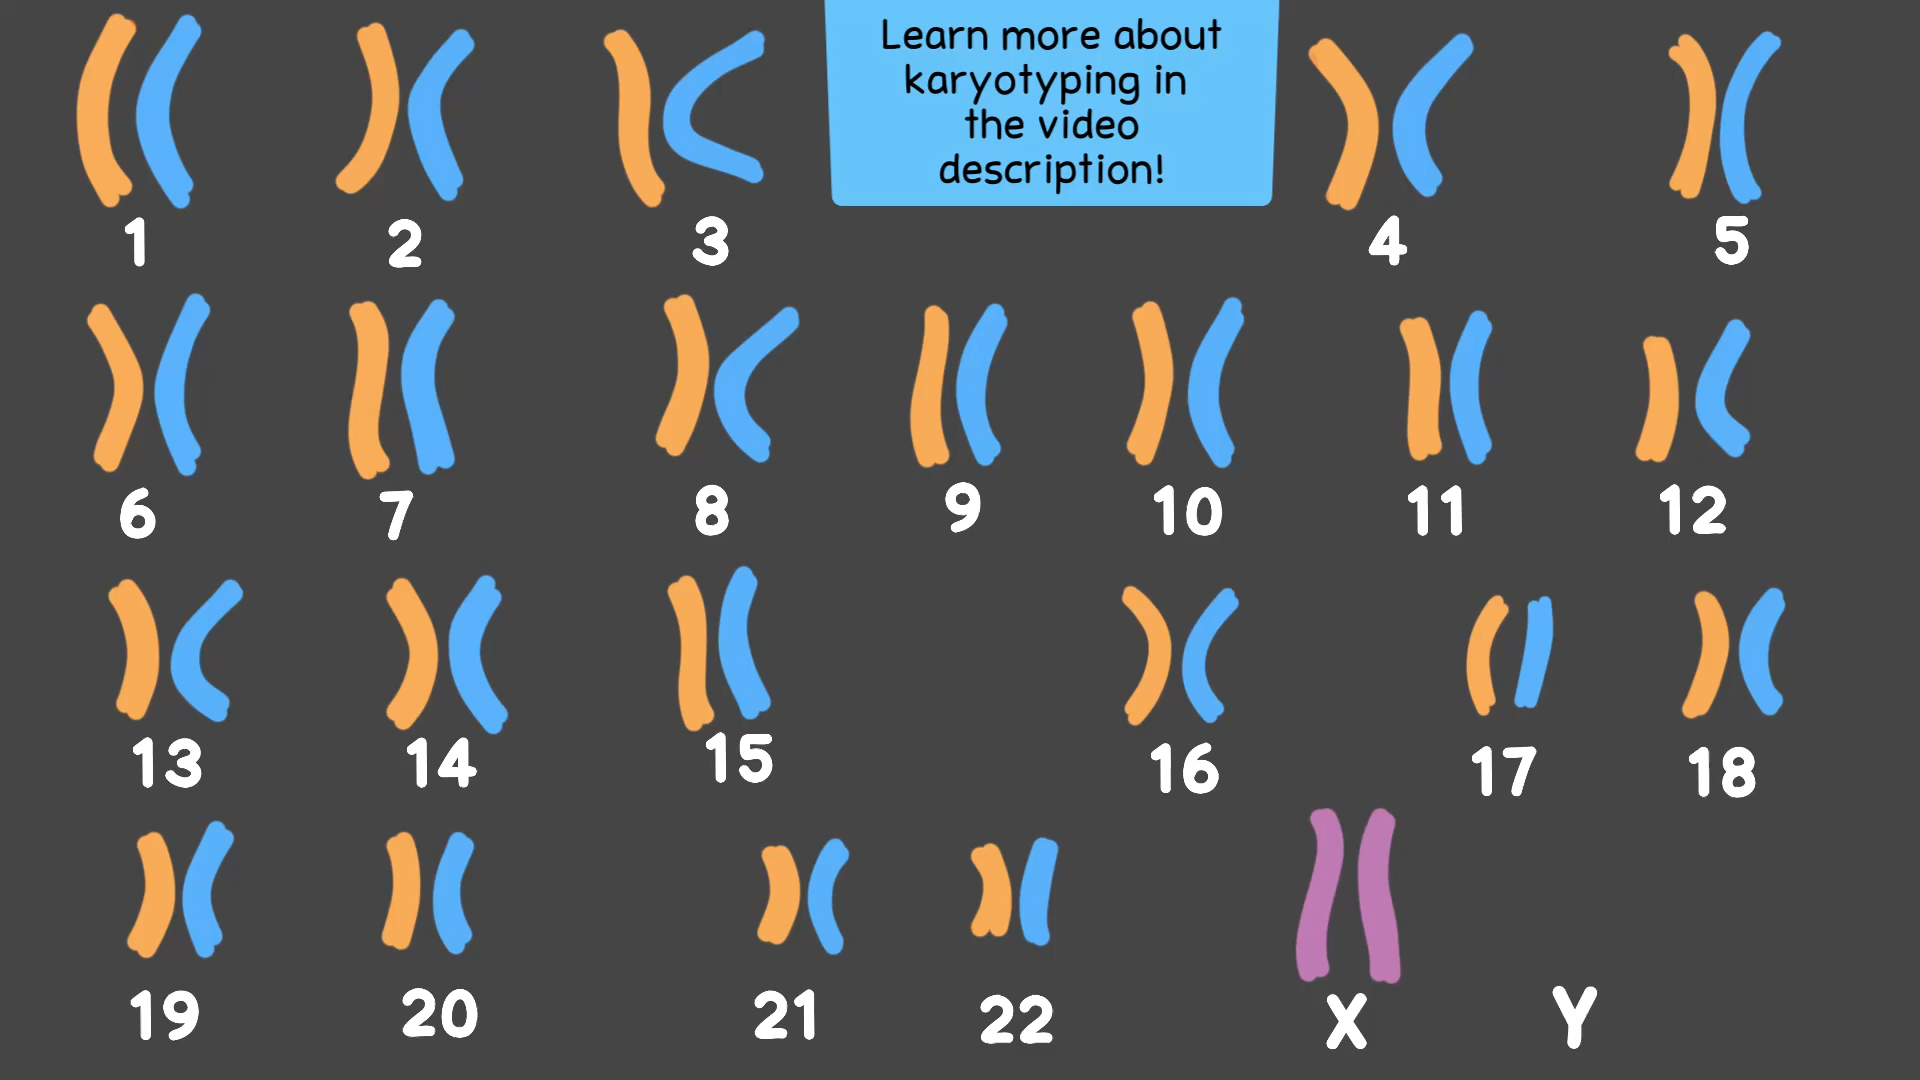 Learn more about
karyotyping in
the video
description!
1 2 3 4 5
6 7 8 9 10 11 12
13 14 15 16 17 18
19 20 21 22 X Y